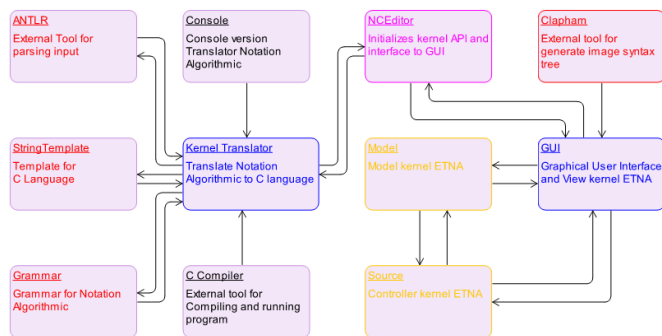 ANTLR
External Tool for
parsing input
Console
Console version
Translator Notation
Algorithmic
NCEditor
Initializes kernel API and
interface to GUI
Clapham
External tool for
generate image syntax
tree
StringTemplate
Template for
C Language
Kernel Translator
Translate Notation
Algorithmic to C language
Model
Model kernel ETNA
GUI
Graphical User Interface
and View kernel ETNA
Grammar
Grammar for Notation
Algorithmic
C Compiler
External tool for
Compiling and running
program
Source
Controller kernel ETNA